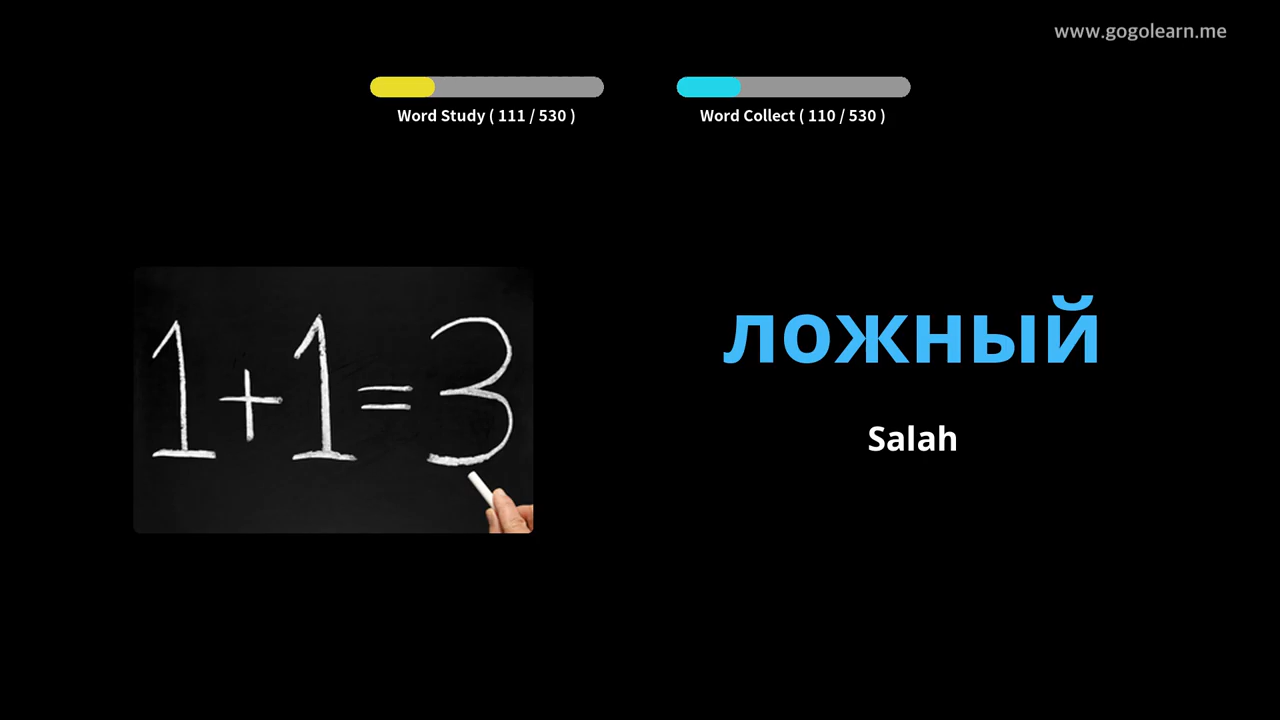 www.gogolearn.me
Word Study ( 111 / 530 )
Word Collect ( 110 / 530 )
1+1=3
ложный
Salah